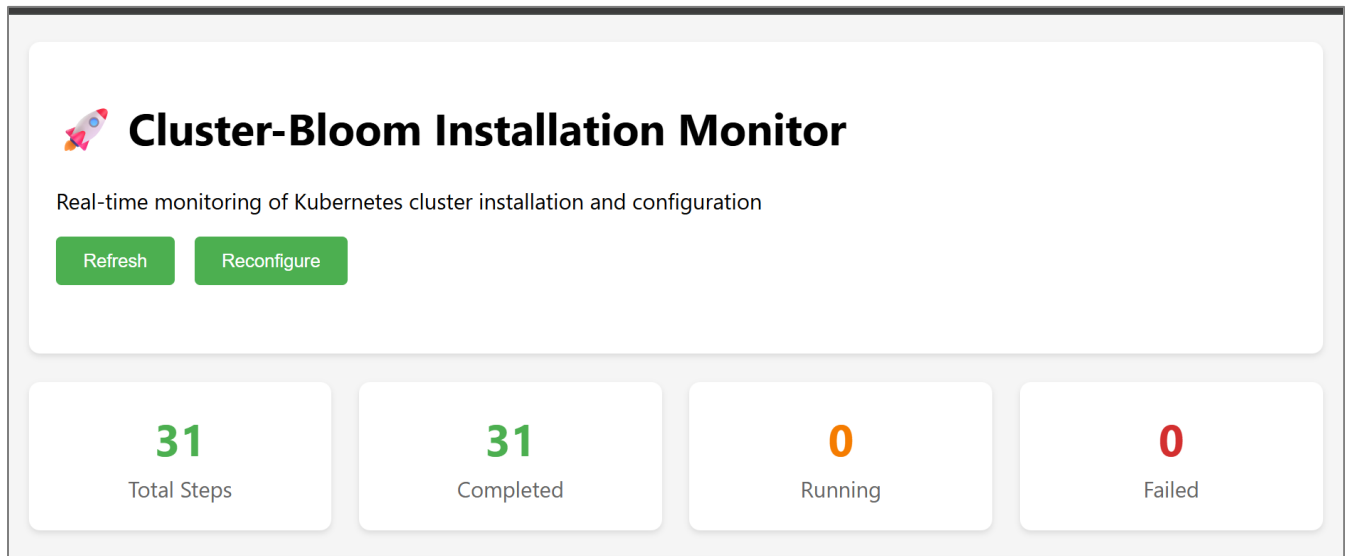 🚀 Cluster-Bloom Installation Monitor
Real-time monitoring of Kubernetes cluster installation and configuration
Refresh Reconfigure
31 31 0 0
Total Steps Completed Running Failed